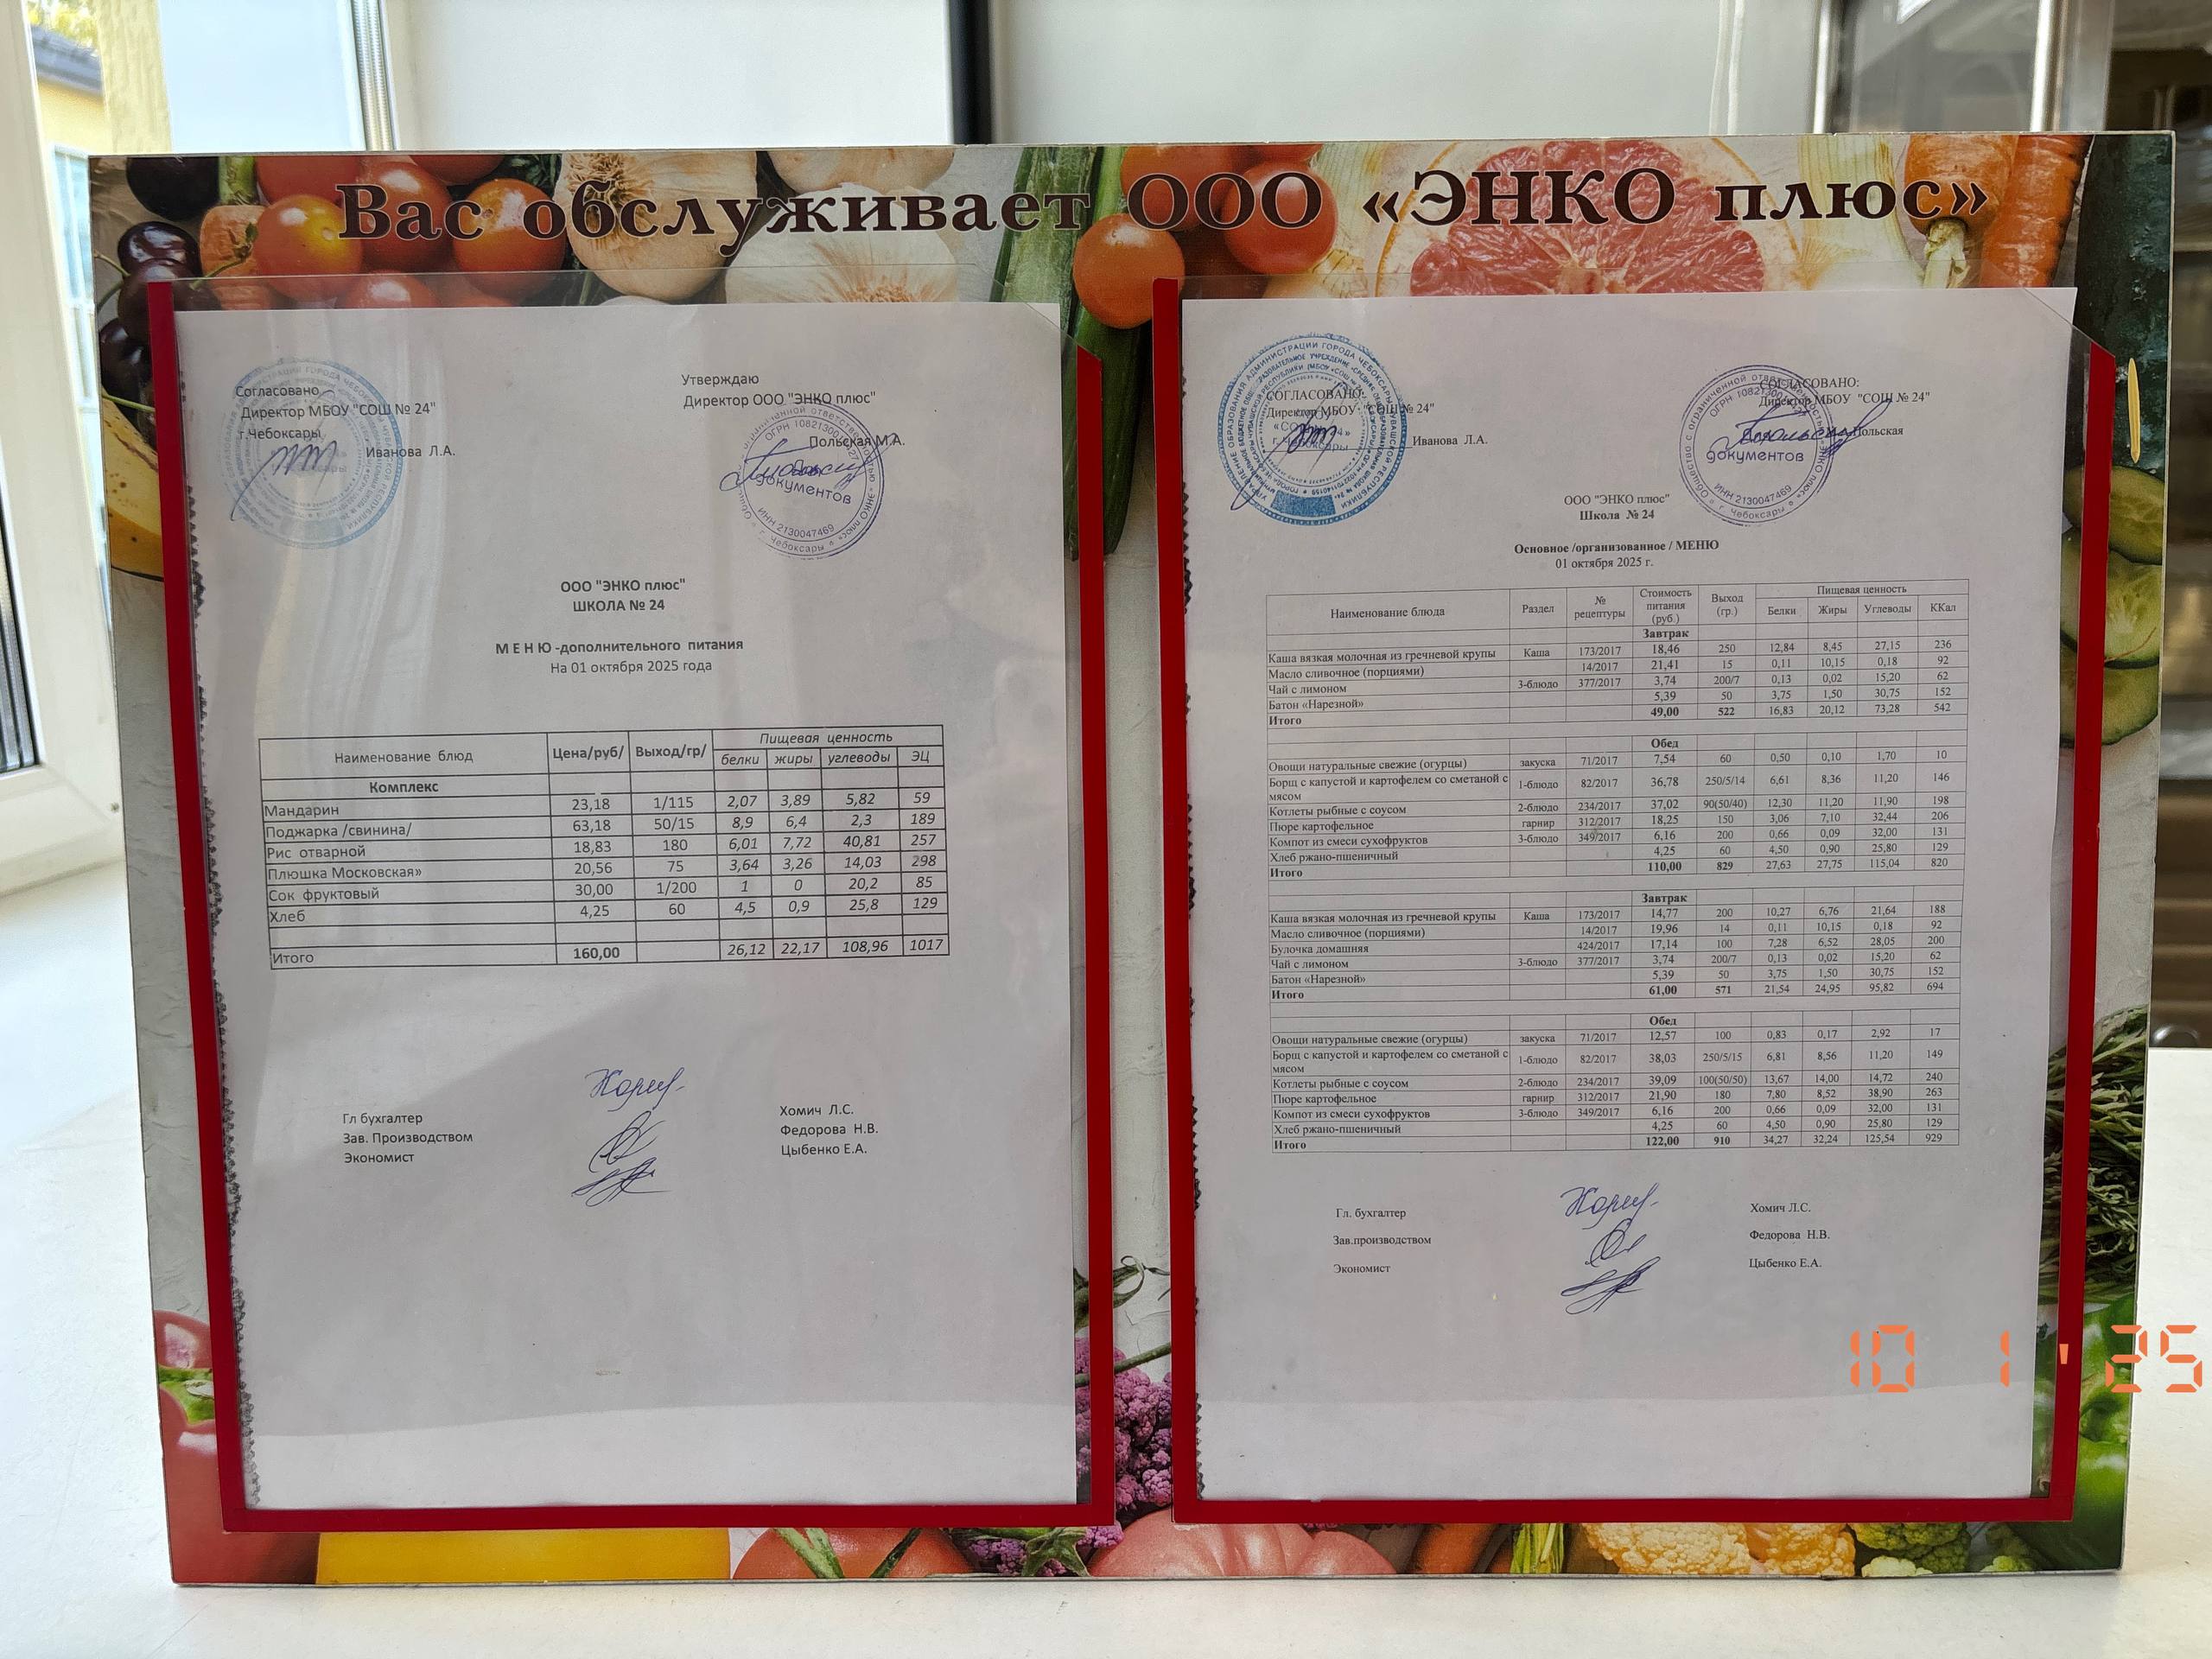 Вас обслуживает ООО «ЭНКО плюс»
Согласовано
Директор МБОУ "СОШ № 24"
г.Чебоксары
Иванова Л.А.
Утверждаю
Директор ООО "ЭНКО плюс"
Польская М.А.
документов
ИНН 2130047469
г. Чебоксары
ООО "ЭНКО плюс"
ШКОЛА № 24
М Е Н Ю -дополнительного питания
На 01 октября 2025 года
Наименование блюд Цена/руб/ Выход/гр/ Пищевая ценность
белки жиры углеводы ЭЦ
Комплекс
Мандарин 23,18 1/115 2,07 3,89 5,82 59
Поджарка /свинина/ 63,18 50/15 8,9 6,4 2,3 189
Рис отварной 18,83 180 6,01 7,72 40,81 257
Плюшка Московская» 20,56 75 3,64 3,26 14,03 298
Сок фруктовый 30,00 1/200 1 0 20,2 85
Хлеб 4,25 60 4,5 0,9 25,8 129
Итого 160,00 26,12 22,17 108,96 1017
Гл бухгалтер Хомич Л.С.
Зав. Производством Федорова Н.В.
Экономист Цыбенко Е.А.
СОГЛАСОВАНО:
Директор МБОУ "СОШ № 24"
Иванова Л.А.
СОГЛАСОВАНО:
Директор МБОУ "СОШ № 24"
Польская
документов
ИНН 2130047469
г. Чебоксары
ООО "ЭНКО плюс"
Школа № 24
Основное /организованное / МЕНЮ
01 октября 2025 г.
Наименование блюда Раздел № рецептуры Стоимость питания (руб.) Выход (гр.) Пищевая ценность
Белки Жиры Углеводы ККал
Завтрак
Каша вязкая молочная из гречневой крупы Каша 173/2017 18,46 250 12,84 8,45 27,15 236
Масло сливочное (порциями) 14/2017 21,41 15 0,11 10,15 0,18 92
Чай с лимоном 3-блюдо 377/2017 3,74 200/7 0,13 0,02 15,20 62
Батон «Нарезной» 5,39 50 3,75 1,50 30,75 152
Итого 49,00 522 16,83 20,12 73,28 542
Обед
Овощи натуральные свежие (огурцы) закуска 71/2017 7,54 60 0,50 0,10 1,70 10
Борщ с капустой и картофелем со сметаной с мясом 1-блюдо 82/2017 36,78 250/5/14 6,61 8,36 11,20 146
Котлеты рыбные с соусом 2-блюдо 234/2017 37,02 90(50/40) 12,30 11,20 11,90 198
Пюре картофельное гарнир 312/2017 18,25 150 3,06 7,10 32,44 206
Компот из смеси сухофруктов 3-блюдо 349/2017 6,16 200 0,66 0,09 32,00 131
Хлеб ржано-пшеничный 4,25 60 4,50 0,90 25,80 129
Итого 110,00 829 27,63 27,75 115,04 820
Завтрак
Каша вязкая молочная из гречневой крупы Каша 173/2017 14,77 200 10,27 6,76 21,64 188
Масло сливочное (порциями) 14/2017 19,96 14 0,11 10,15 0,18 92
Булочка домашняя 424/2017 17,14 100 7,28 6,52 28,05 200
Чай с лимоном 3-блюдо 377/2017 3,74 200/7 0,13 0,02 15,20 62
Батон «Нарезной» 5,39 50 3,75 1,50 30,75 152
Итого 61,00 571 21,54 24,95 95,82 694
Обед
Овощи натуральные свежие (огурцы) закуска 71/2017 12,57 100 0,83 0,17 2,92 17
Борщ с капустой и картофелем со сметаной с мясом 1-блюдо 82/2017 38,03 250/5/15 6,81 8,56 11,20 149
Котлеты рыбные с соусом 2-блюдо 234/2017 39,09 100(50/50) 13,67 14,00 14,72 240
Пюре картофельное гарнир 312/2017 21,90 180 7,80 8,52 38,90 263
Компот из смеси сухофруктов 3-блюдо 349/2017 6,16 200 0,66 0,09 32,00 131
Хлеб ржано-пшеничный 4,25 60 4,50 0,90 25,80 129
Итого 122,00 910 34,27 32,24 125,54 929
Гл. бухгалтер Хомич Л.С.
Зав.производством Федорова Н.В.
Экономист Цыбенко Е.А.
10 1 '25